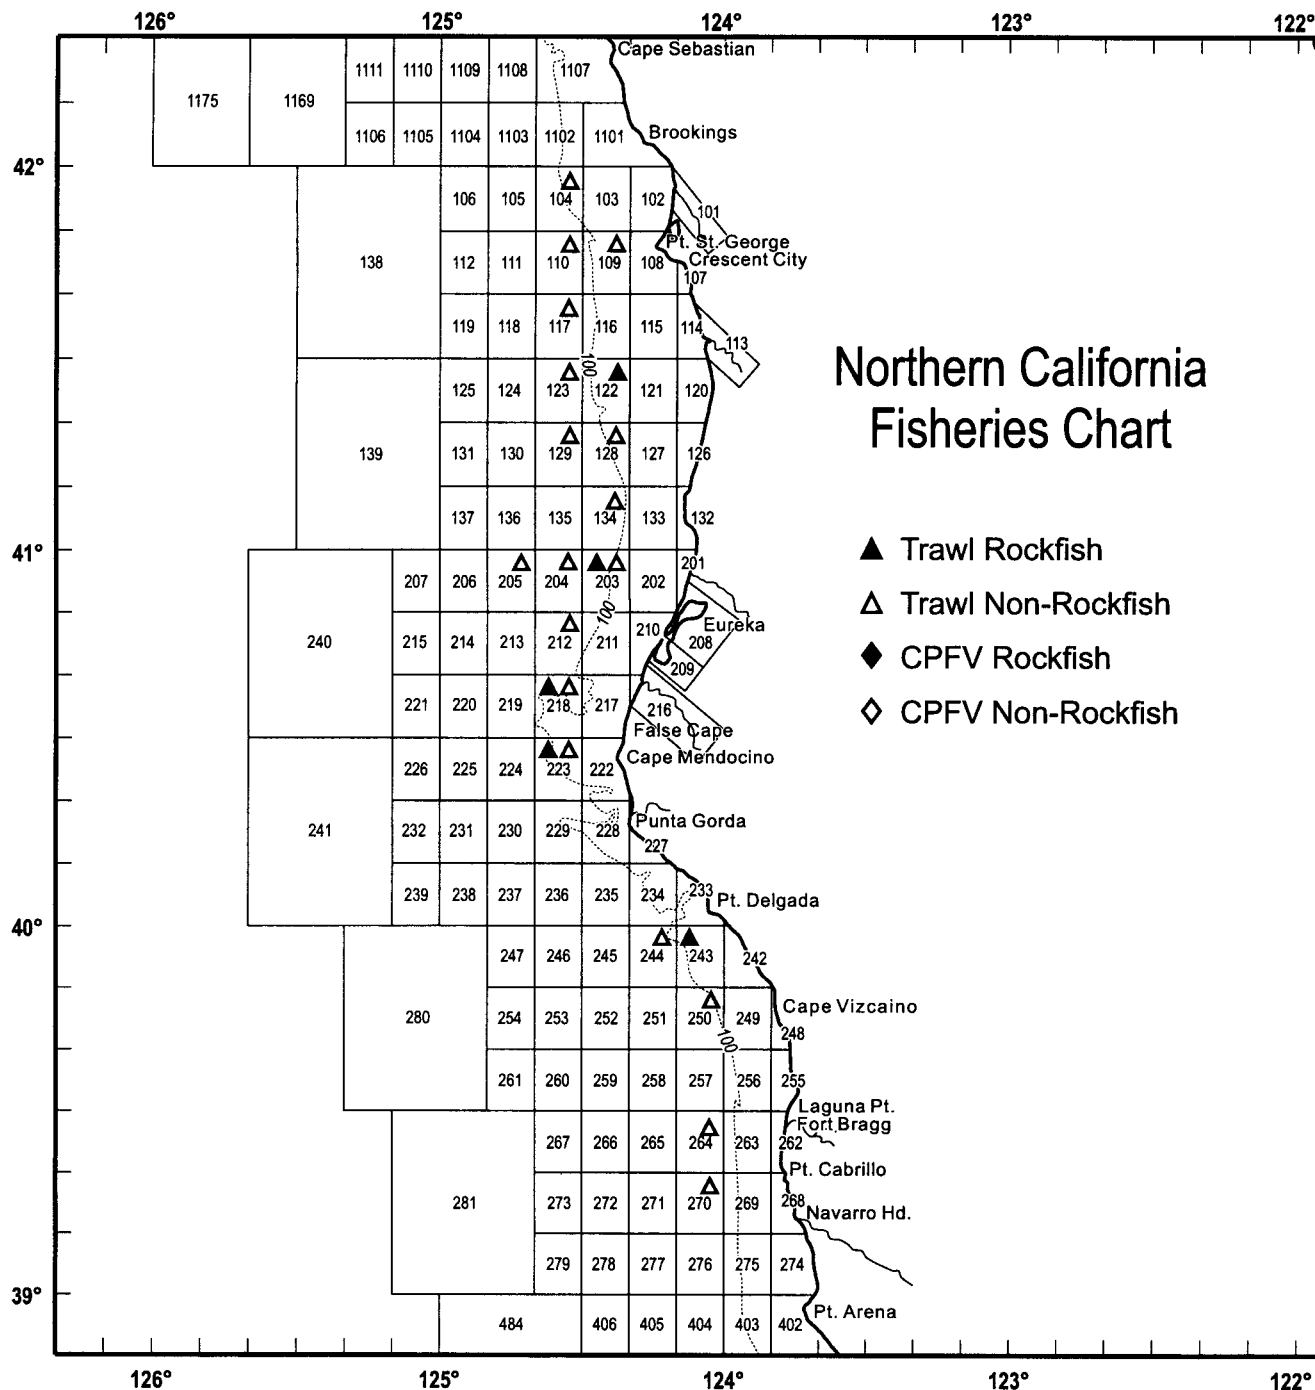 126° 125° 124° 123° 122°
Cape Sebastian
1111 1110 1109 1108 1107
1175 1169
Brookings
1106 1105 1104 1103 1102 1101
42°
106 105 104 103 102 101
Pt. St. George
Crescent City
138 112 111 110 109 108 107
119 118 117 116 115 114 113
100
Northern California
Fisheries Chart
125 124 123 122 121 120
139 131 130 129 128 127 126
137 136 135 134 133 132
Trawl Rockfish
Trawl Non-Rockfish
CPFV Rockfish
CPFV Non-Rockfish
41°
207 206 205 204 203 202 201
100
Eureka
240 215 214 213 212 211 210 208
209
221 220 219 218 217 216
False Cape
Cape Mendocino
226 225 224 223 222
Punta Gorda
241 232 231 230 229 228 227
239 238 237 236 235 234 233
Pt. Delgada
40°
247 246 245 244 243 242
Cape Vizcaino
280 254 253 252 251 250 249 248
100
261 260 259 258 257 256 255
Laguna Pt.
Fort Bragg
267 266 265 264 263 262
Pt. Cabrillo
281 273 272 271 270 269 268
Navarro Hd.
279 278 277 276 275 274
39°
Pt. Arena
484 406 405 404 403 402
126° 125° 124° 123° 122°